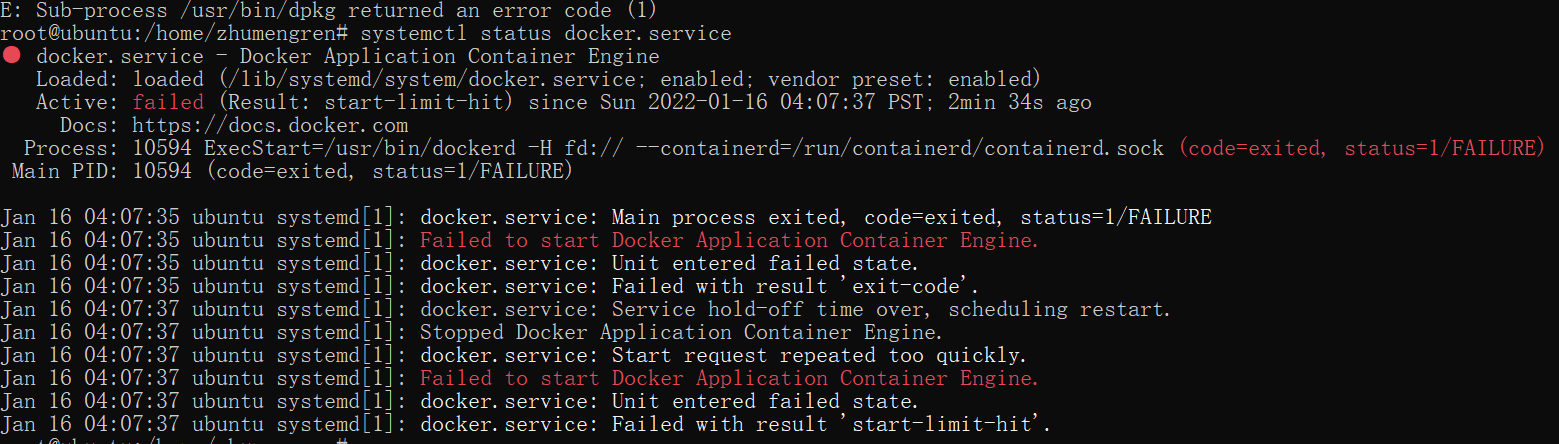 E: Sub-process /usr/bin/dpkg returned an error code (1)
root@ubuntu:/home/zhumengren# systemctl status docker.service
● docker.service - Docker Application Container Engine
Loaded: loaded (/lib/systemd/system/docker.service; enabled; vendor preset: enabled)
Active: failed (Result: start-limit-hit) since Sun 2022-01-16 04:07:37 PST; 2min 34s ago
Docs: https://docs.docker.com
Process: 10594 ExecStart=/usr/bin/dockerd -H fd:// --containerd=/run/containerd/containerd.sock (code=exited, status=1/FAILURE)
Main PID: 10594 (code=exited, status=1/FAILURE)
Jan 16 04:07:35 ubuntu systemd[1]: docker.service: Main process exited, code=exited, status=1/FAILURE
Jan 16 04:07:35 ubuntu systemd[1]: Failed to start Docker Application Container Engine.
Jan 16 04:07:35 ubuntu systemd[1]: docker.service: Unit entered failed state.
Jan 16 04:07:35 ubuntu systemd[1]: docker.service: Failed with result 'exit-code'.
Jan 16 04:07:37 ubuntu systemd[1]: docker.service: Service hold-off time over, scheduling restart.
Jan 16 04:07:37 ubuntu systemd[1]: Stopped Docker Application Container Engine.
Jan 16 04:07:37 ubuntu systemd[1]: docker.service: Start request repeated too quickly.
Jan 16 04:07:37 ubuntu systemd[1]: Failed to start Docker Application Container Engine.
Jan 16 04:07:37 ubuntu systemd[1]: docker.service: Unit entered failed state.
Jan 16 04:07:37 ubuntu systemd[1]: docker.service: Failed with result 'start-limit-hit'.